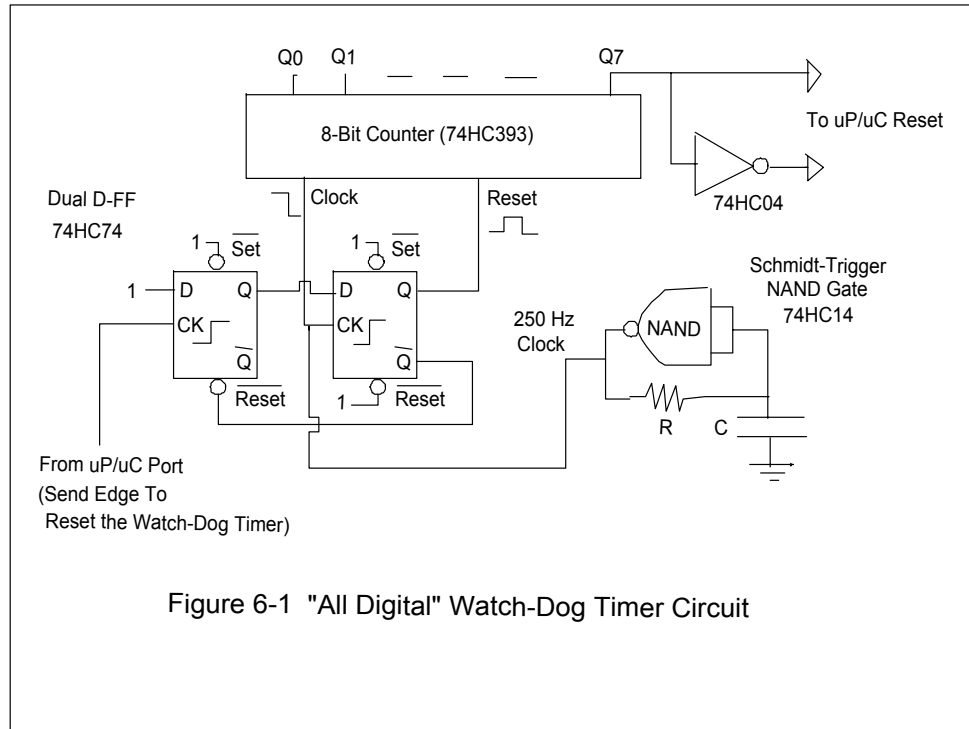 Q0 Q1 Q7
8-Bit Counter (74HC393)
To uP/uC Reset
74HC04
Clock
Reset
Dual D-FF
74HC74
1 Set
1 Set
1 D Q
CK
Q
Reset
D Q
CK
Q
1 Reset
Schmidt-Trigger
NAND Gate
74HC14
250 Hz
Clock
NAND
R
C
From uP/uC Port
(Send Edge To
Reset the Watch-Dog Timer)
Figure 6-1 "All Digital" Watch-Dog Timer Circuit